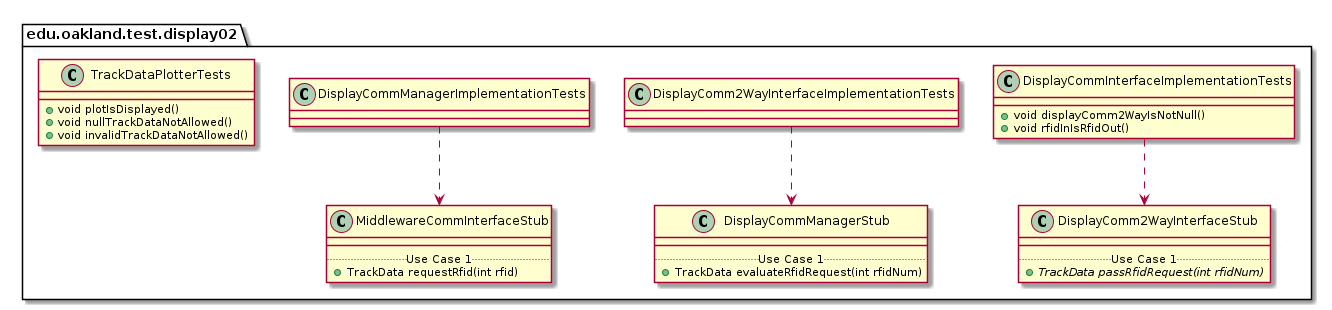 edu.oakland.test.display02
C TrackDataPlotterTests
void plotIsDisplayed()
void nullTrackDataNotAllowed()
void invalidTrackDataNotAllowed()
C DisplayCommManagerImplementationTests
C DisplayComm2WayInterfaceImplementationTests
C DisplayCommInterfaceImplementationTests
void displayComm2WayIsNotNull()
void rfidInIsRfidOut()
C MiddlewareCommInterfaceStub
Use Case 1
TrackData requestRfid(int rfid)
C DisplayCommManagerStub
Use Case 1
TrackData evaluateRfidRequest(int rfidNum)
C DisplayComm2WayInterfaceStub
Use Case 1
TrackData passRfidRequest(int rfidNum)